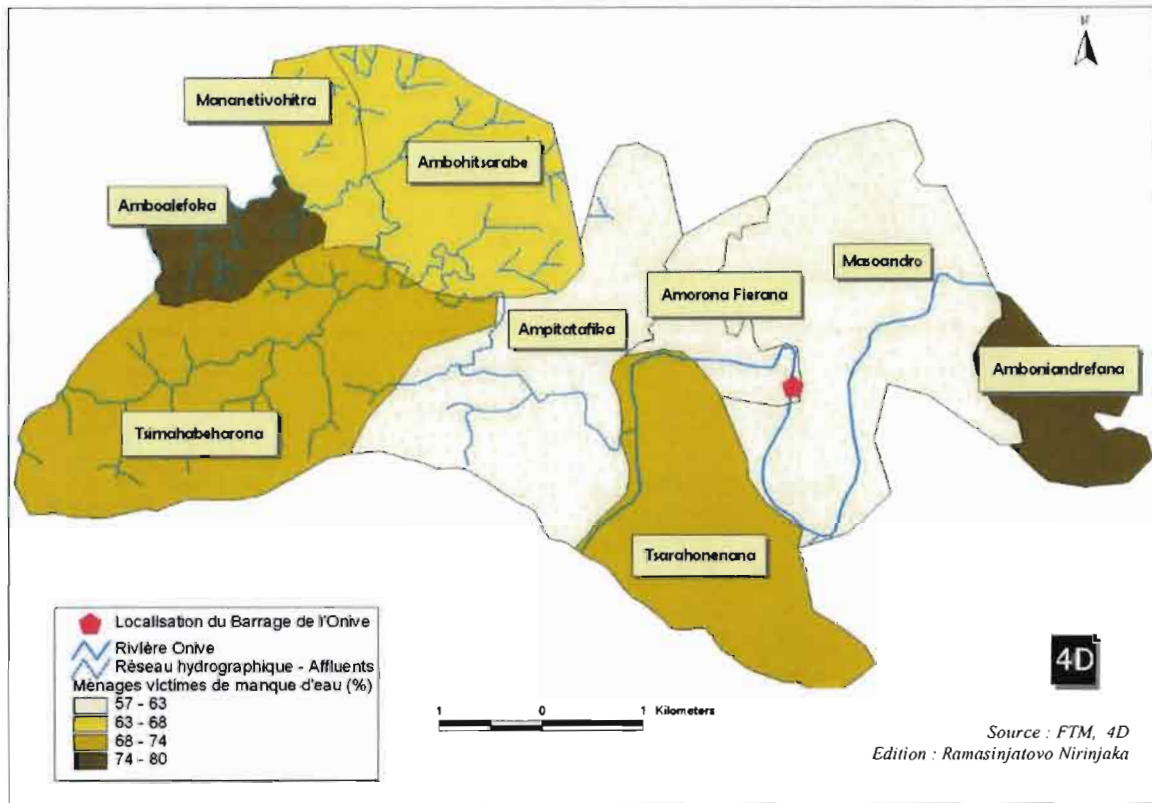 N
Mananetivohitra
Ambohitsarabe
Amboalefoka
Masoandro
Amorona Fierana
Ampitatafika
Amboniandrefana
Tsimahabeharona
Tsarahonenana
Localisation du Barrage de l'Onive
Rivière Onive
Réseau hydrographique - Affluents
Ménages victimes de manque d'eau (%)
57 - 63
63 - 68
68 - 74
74 - 80
1 0 1 Kilometers
4D
Source : FTM, 4D
Edition : Ramasinjatovo Nirinjaka